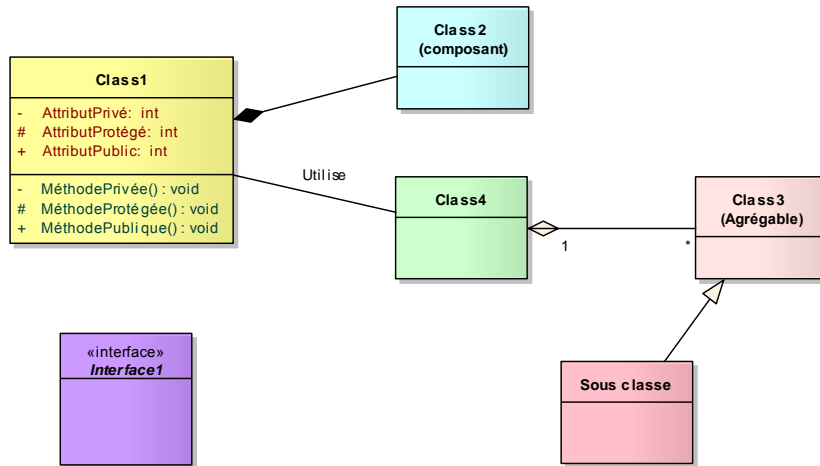 Class1
- AttributPrivé: int
# AttributProtégé: int
+ AttributPublic: int
- MéthodePrivée() : void
# MéthodeProtégée() : void
+ MéthodePublique() : void
Class2
(composant)
Utilise
Class4
1
*
Class3
(Agrégable)
«interface»
Interface1
Sous classe